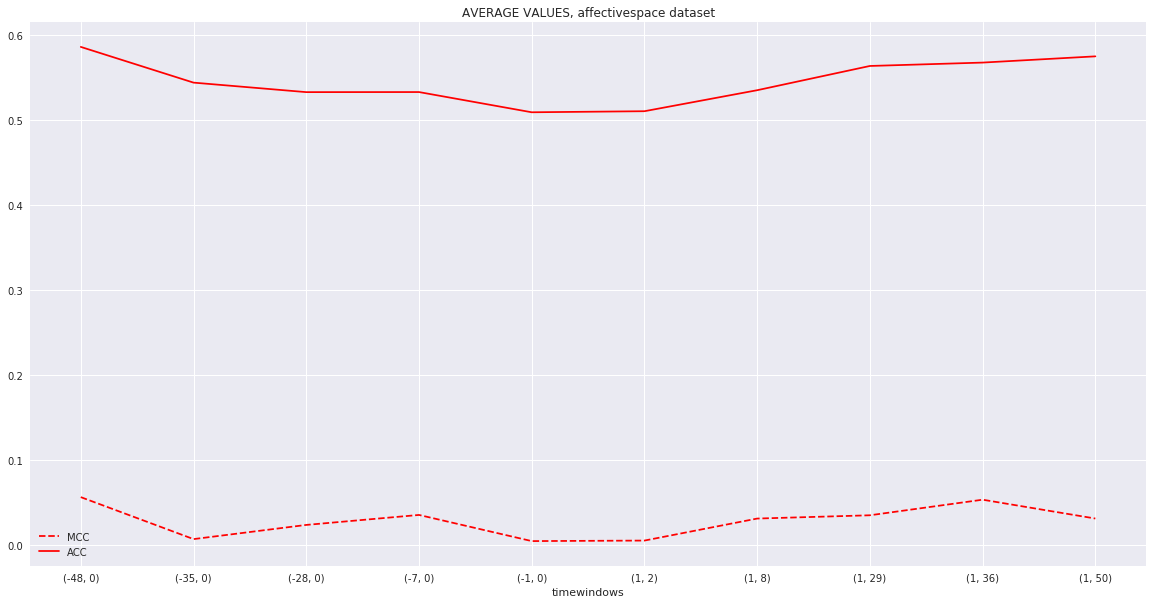 AVERAGE VALUES, affectivespace dataset
0.6
0.5
0.4
0.3
0.2
0.1
0.0
MCC
ACC
(-48, 0) (-35, 0) (-28, 0) (-7, 0) (-1, 0) (1, 2) (1, 8) (1, 29) (1, 36) (1, 50)
timewindows